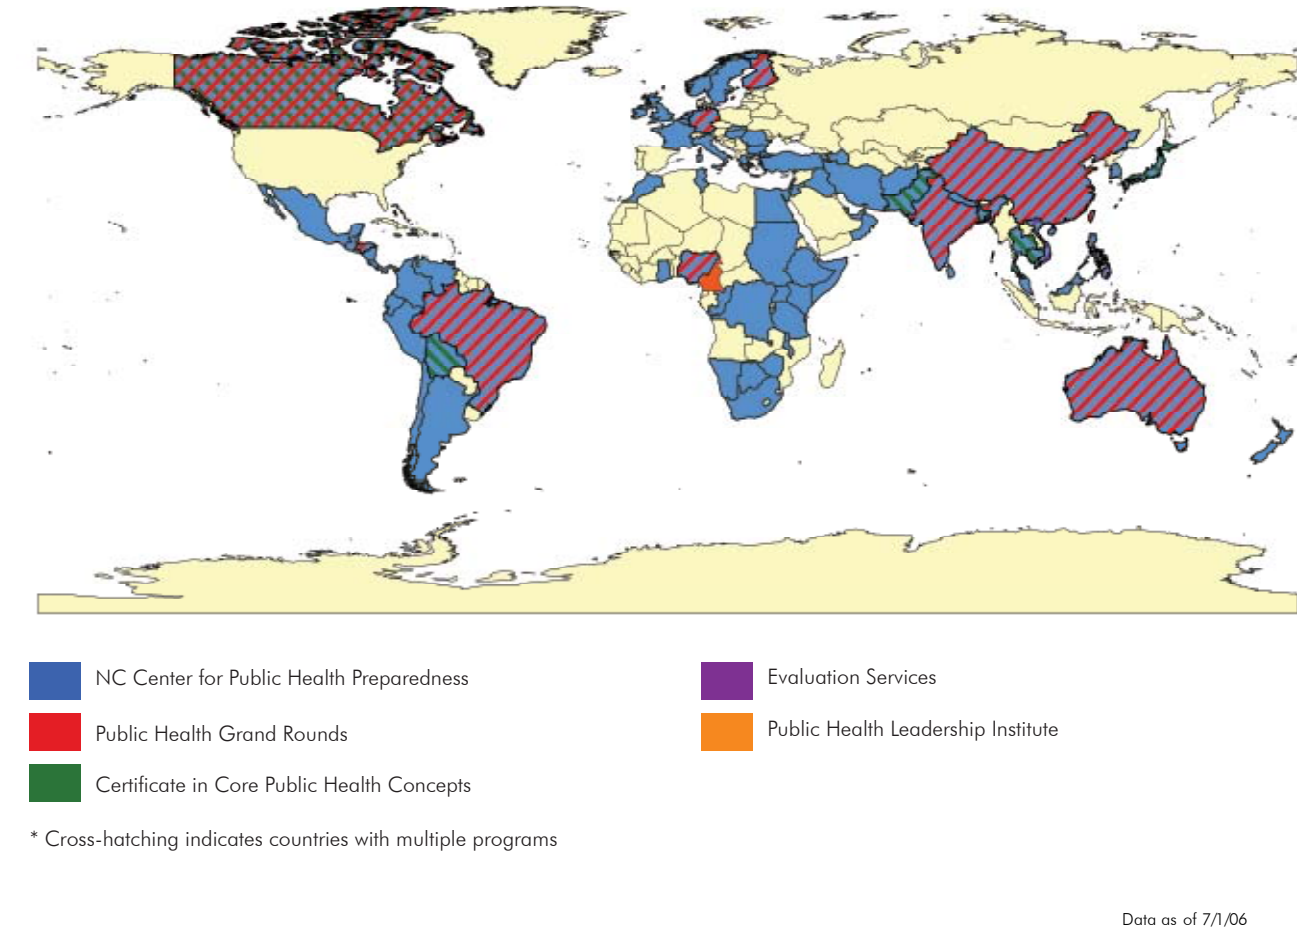 NC Center for Public Health Preparedness
Public Health Grand Rounds
Certificate in Core Public Health Concepts
Evaluation Services
Public Health Leadership Institute
* Cross-hatching indicates countries with multiple programs
Data as of 7/1/06